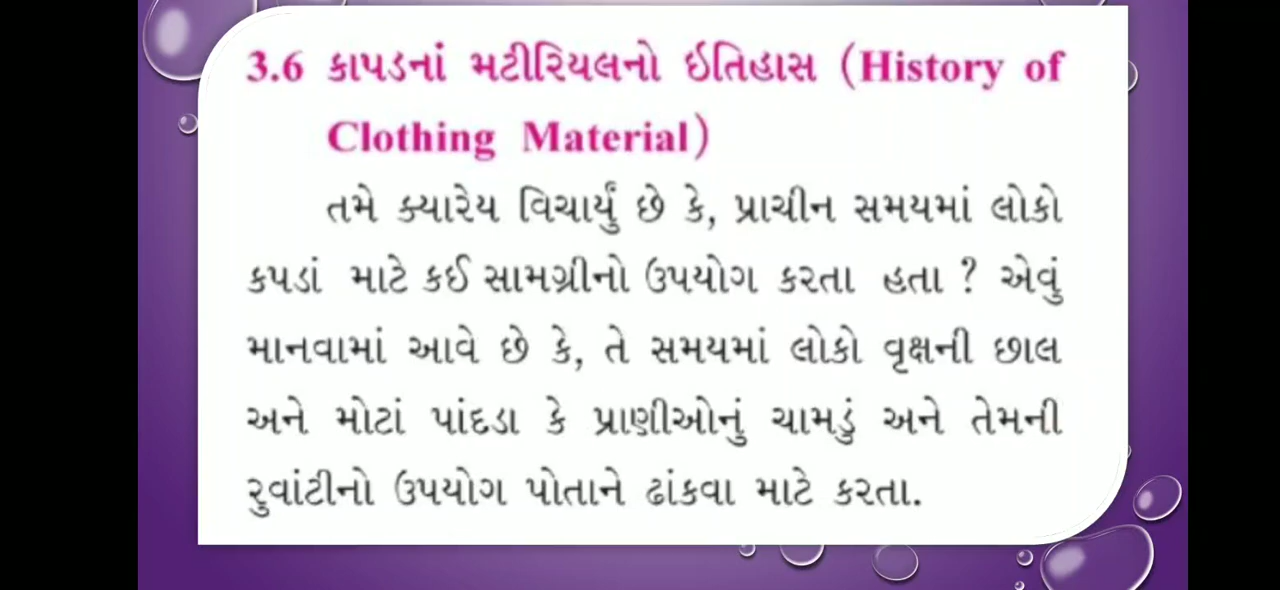 3.6 કાપડનાં મટીરિયલનો ઇતિહાસ (History of
Clothing Material)
તમે ક્યારેય વિચાર્યું છે કે, પ્રાચીન સમયમાં લોકો
કપડાં માટે કઈ સામગ્રીનો ઉપયોગ કરતા હતા ? એવું
માનવામાં આવે છે કે, તે સમયમાં લોકો વૃક્ષની છાલ
અને મોટાં પાંદડા કે પ્રાણીઓનું ચામડું અને તેમની
રુવાંટીનો ઉપયોગ પોતાને ઢાંકવા માટે કરતા.